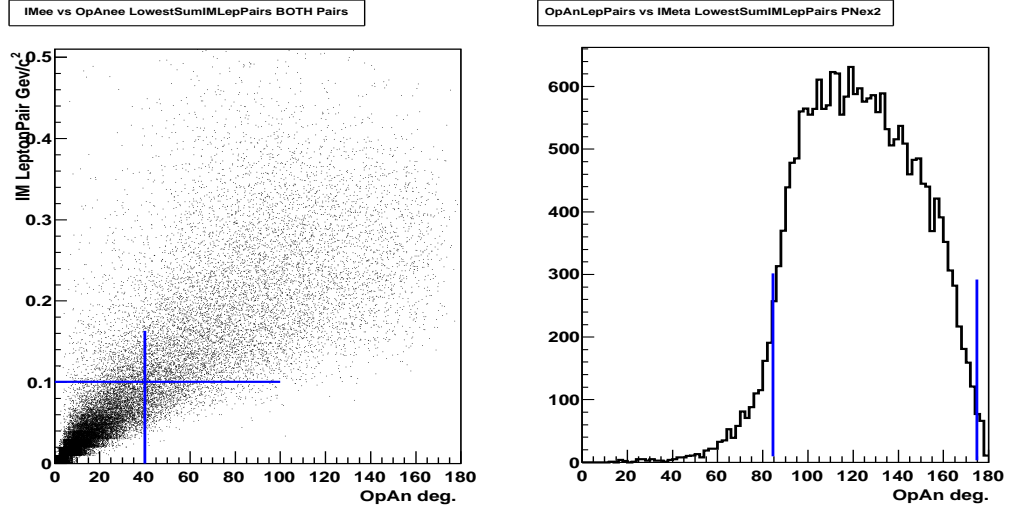 IMee vs OpAnee LowestSumIMLepPairs BOTH Pairs
IM LeptonPair Gev/c²
0.5
0.4
0.3
0.2
0.1
0
0 20 40 60 80 100 120 140 160 180
OpAn deg.
OpAnLepPairs vs IMeta LowestSumIMLepPairs PNex2
600
500
400
300
200
100
0
0 20 40 60 80 100 120 140 160 180
OpAn deg.